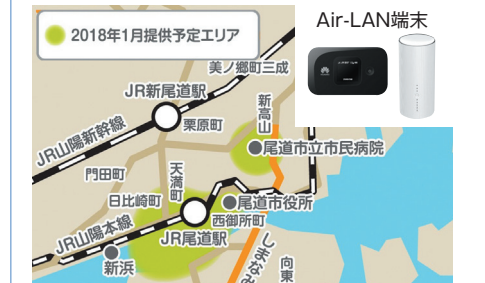 Air-LAN端末
2018年1月提供予定エリア
美ノ郷町三成
JR新尾道駅
新高山
栗原町
JR山陽新幹線
尾道市立市民病院
門田町
天満町
日比崎町
尾道市役所
西御所町
JR山陽本線
JR尾道駅
新浜
しまなみ
向東